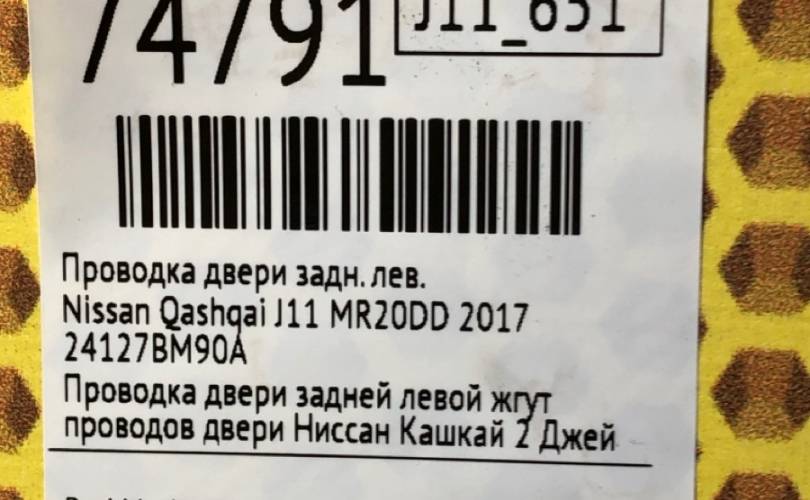 74791
J11_651
Проводка двери задн. лев.
Nissan Qashqai J11 MR20DD 2017
24127BM90A
Проводка двери задней левой жгут
проводов двери Ниссан Кашкай 2 Джей